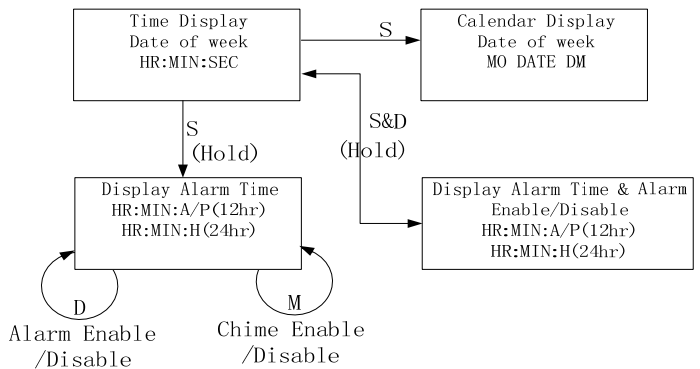 Time Display
Date of week
HR:MIN:SEC
S
Calendar Display
Date of week
MO DATE DM
S
(Hold)
S&D
(Hold)
Display Alarm Time
HR:MIN:A/P(12hr)
HR:MIN:H(24hr)
Display Alarm Time & Alarm
Enable/Disable
HR:MIN:A/P(12hr)
HR:MIN:H(24hr)
D
Alarm Enable
/Disable
M
Chime Enable
/Disable